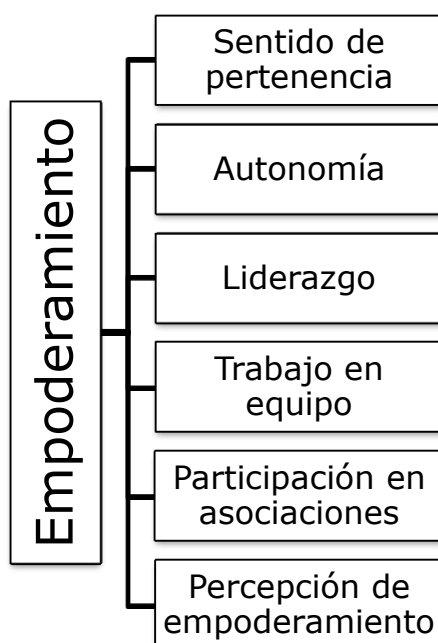 Empoderamiento
Sentido de
pertenencia
Autonomía
Liderazgo
Trabajo en
equipo
Participación en
asociaciones
Percepción de
empoderamiento